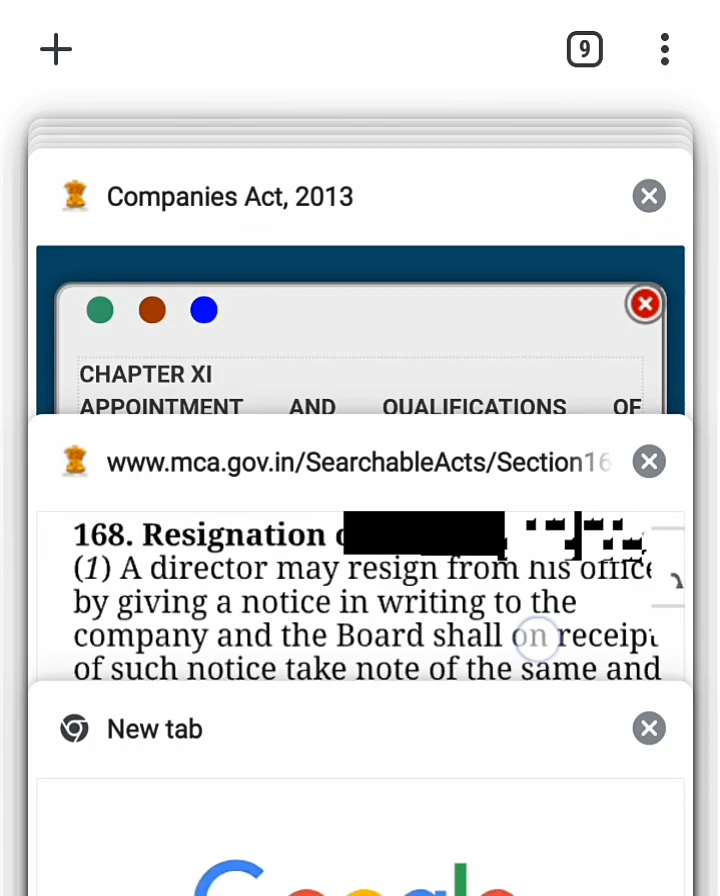 9
Companies Act, 2013
CHAPTER XI
APPOINTMENT AND QUALIFICATIONS OF
www.mca.gov.in/SearchableActs/Section16
168. Resignation
(1) A director may resign from his office
by giving a notice in writing to the
company and the Board shall on receipt
of such notice take note of the same and
New tab
Google